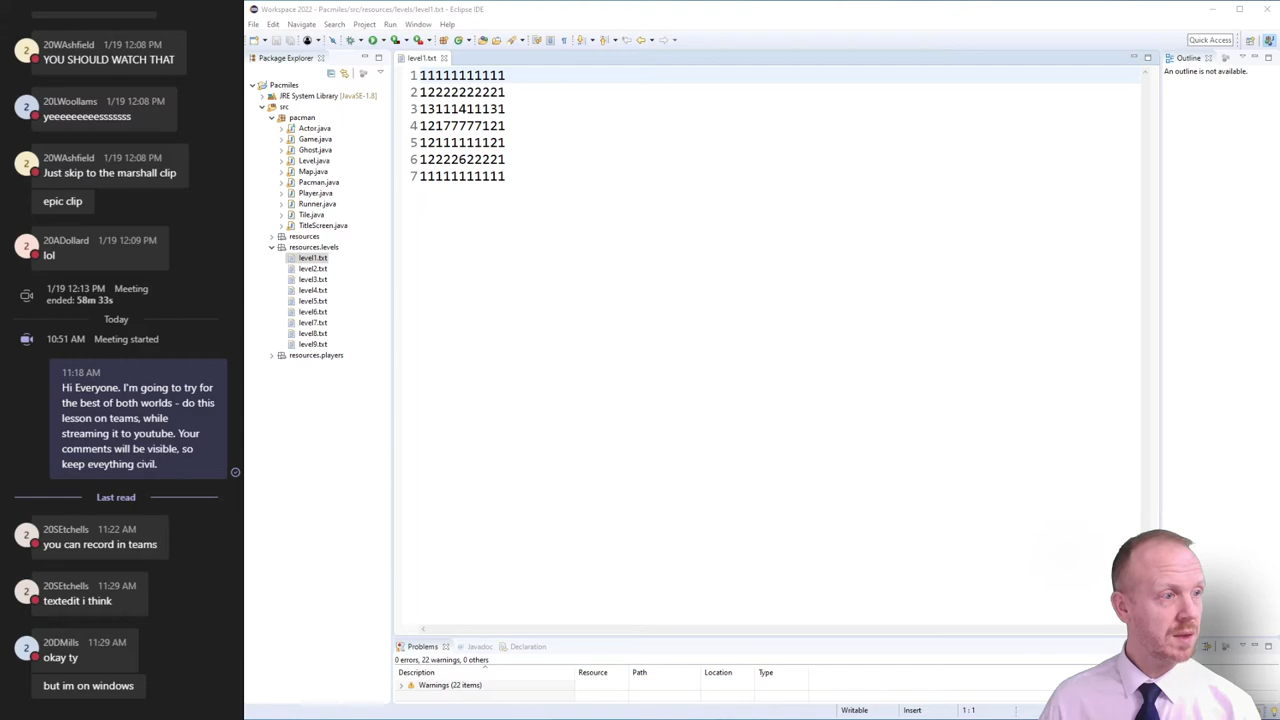 20WAshfield 1/19 12:08 PM
YOU SHOULD WATCH THAT
20LWoollams 1/19 12:08 PM
yeeeeeeeeessssss
20WAshfield 1/19 12:08 PM
Just skip to the marshall clip
epic clip
20ADollard 1/19 12:09 PM
lol
1/19 12:13 PM Meeting
ended: 58m 33s
Today
10:51 AM Meeting started
11:18 AM
Hi Everyone. I'm going to try for
the best of both worlds - do this
lesson on teams, while
streaming it to youtube. Your
comments will be visible, so
keep eveything civil.
Last read
20SEtchells 11:22 AM
you can record in teams
20SEtchells 11:29 AM
textedit i think
20DMills 11:29 AM
okay ty
but im on windows
Workspace 2022 - Pacmiles/src/resources/levels/level1.txt - Eclipse IDE
File Edit Navigate Search Project Run Window Help
Quick Access
Package Explorer
Pacmiles
JRE System Library [JavaSE-1.8]
src
pacman
Actor.java
Game.java
Ghost.java
Level.java
Map.java
Pacman.java
Player.java
Runner.java
Tile.java
TitleScreen.java
resources
resources.levels
level1.txt
level2.txt
level3.txt
level4.txt
level5.txt
level6.txt
level7.txt
level8.txt
level9.txt
resources.players
level1.txt
1 11111111111
2 12222222221
3 13111411131
4 12177777121
5 12111111121
6 12222622221
7 11111111111
Outline
An outline is not available.
Problems Javadoc Declaration
0 errors, 22 warnings, 0 others
Description Resource Path Location Type
Warnings (22 items)
Writable Insert 1 : 1